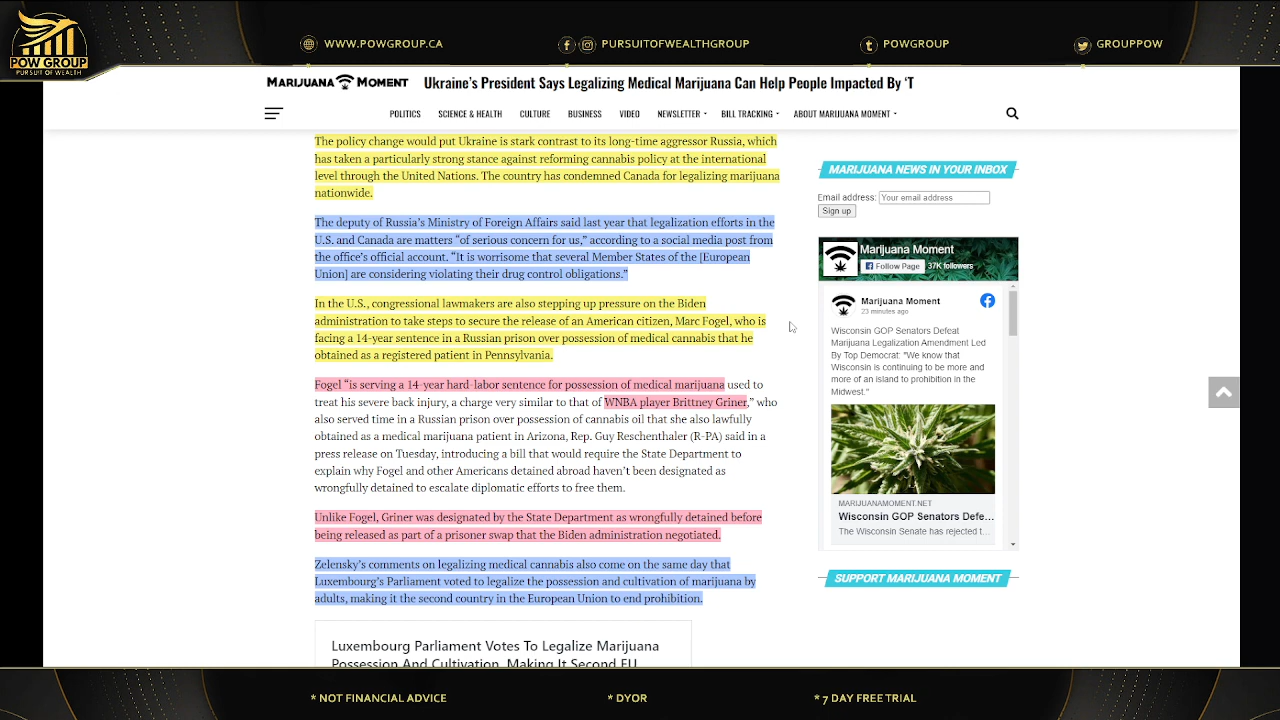 POW GROUP
PURSUIT OF WEALTH
WWW.POWGROUP.CA
PURSUITOFWEALTHGROUP
POWGROUP
GROUPPOW
MARIJUANA MOMENT
Ukraine's President Says Legalizing Medical Marijuana Can Help People Impacted By 'T
POLITICS SCIENCE & HEALTH CULTURE BUSINESS VIDEO NEWSLETTER BILL TRACKING ABOUT MARIJUANA MOMENT
The policy change would put Ukraine is stark contrast to its long-time aggressor Russia, which
has taken a particularly strong stance against reforming cannabis policy at the international
level through the United Nations. The country has condemned Canada for legalizing marijuana
nationwide.
The deputy of Russia's Ministry of Foreign Affairs said last year that legalization efforts in the
U.S. and Canada are matters "of serious concern for us," according to a social media post from
the office's official account. "It is worrisome that several Member States of the [European
Union] are considering violating their drug control obligations."
In the U.S., congressional lawmakers are also stepping up pressure on the Biden
administration to take steps to secure the release of an American citizen, Marc Fogel, who is
facing a 14-year sentence in a Russian prison over possession of medical cannabis that he
obtained as a registered patient in Pennsylvania.
Fogel "is serving a 14-year hard-labor sentence for possession of medical marijuana used to
treat his severe back injury, a charge very similar to that of WNBA player Brittney Griner," who
also served time in a Russian prison over possession of cannabis oil that she also lawfully
obtained as a medical marijuana patient in Arizona, Rep. Guy Reschenthaler (R-PA) said in a
press release on Tuesday, introducing a bill that would require the State Department to
explain why Fogel and other Americans detained abroad haven't been designated as
wrongfully detained to escalate diplomatic efforts to free them.
Unlike Fogel, Griner was designated by the State Department as wrongfully detained before
being released as part of a prisoner swap that the Biden administration negotiated.
Zelensky's comments on legalizing medical cannabis also come on the same day that
Luxembourg's Parliament voted to legalize the possession and cultivation of marijuana by
adults, making it the second country in the European Union to end prohibition.
Luxembourg Parliament Votes To Legalize Marijuana
Possession And Cultivation, Making It Second EU
MARIJUANA NEWS IN YOUR INBOX
Email address: Your email address
Sign up
Marijuana Moment
Follow Page 37K followers
Marijuana Moment
23 minutes ago
Wisconsin GOP Senators Defeat
Marijuana Legalization Amendment Led
By Top Democrat: "We know that
Wisconsin is continuing to be more and
more of an island to prohibition in the
Midwest."
MARIJUANAMOMENT.NET
Wisconsin GOP Senators Defe...
The Wisconsin Senate has rejected t...
SUPPORT MARIJUANA MOMENT
* NOT FINANCIAL ADVICE
* DYOR
* 7 DAY FREE TRIAL